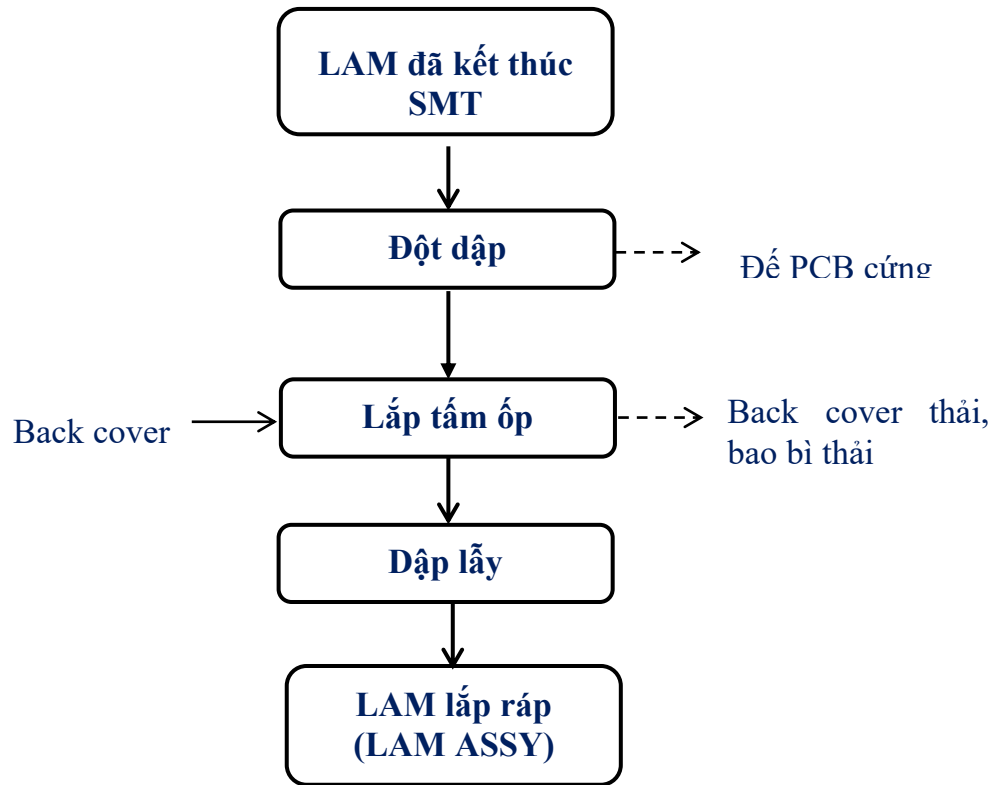 LAM đã kết thúc
SMT
Đột dập
Đế PCB cứng
Back cover
Lắp tấm ốp
Back cover thải,
bao bì thải
Dập lẫy
LAM lắp ráp
(LAM ASSY)